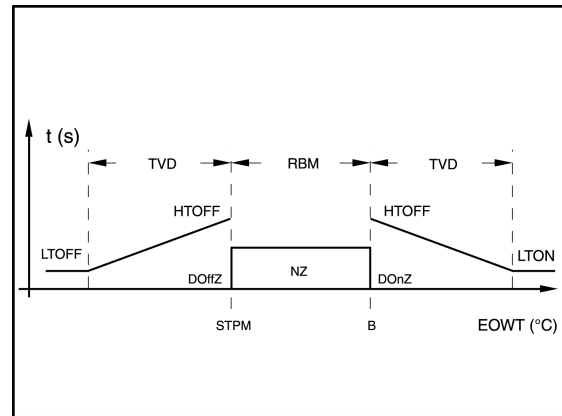 t (s)
TVD
RBM
TVD
HTOFF
HTOFF
LTOFF
LTON
DOffZ
NZ
DOnZ
STPM
B
EOWT (°C)